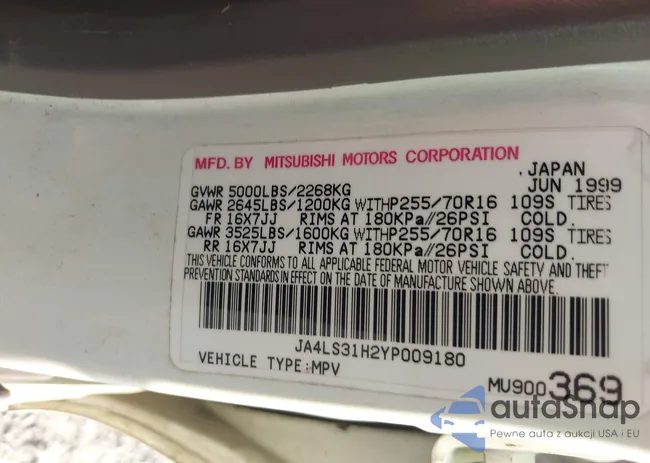 MFD. BY MITSUBISHI MOTORS CORPORATION
. JAPAN
GVWR 5000LBS/2268KG JUN 1999
GAWR 2645LBS/1200KG WITHP255/70R16 109S TIRES
FR 16X7JJ RIMS AT 180KPa//26PSI COLD.
GAWR 3525LBS/1600KG WITHP255/70R16 109S TIRES
RR 16X7JJ RIMS AT 180KPa//26PSI COLD.
THIS VEHICLE CONFORMS TO ALL APPLICABLE FEDERAL MOTOR VEHICLE SAFETY AND THEFT
PREVENTION STANDARDS IN EFFECT ON THE DATE OF MANUFACTURE SHOWN ABOVE.
JA4LS31H2YP009180
VEHICLE TYPE:MPV
MU900369
autaSnap
Pewne auta z aukcji USA i EU